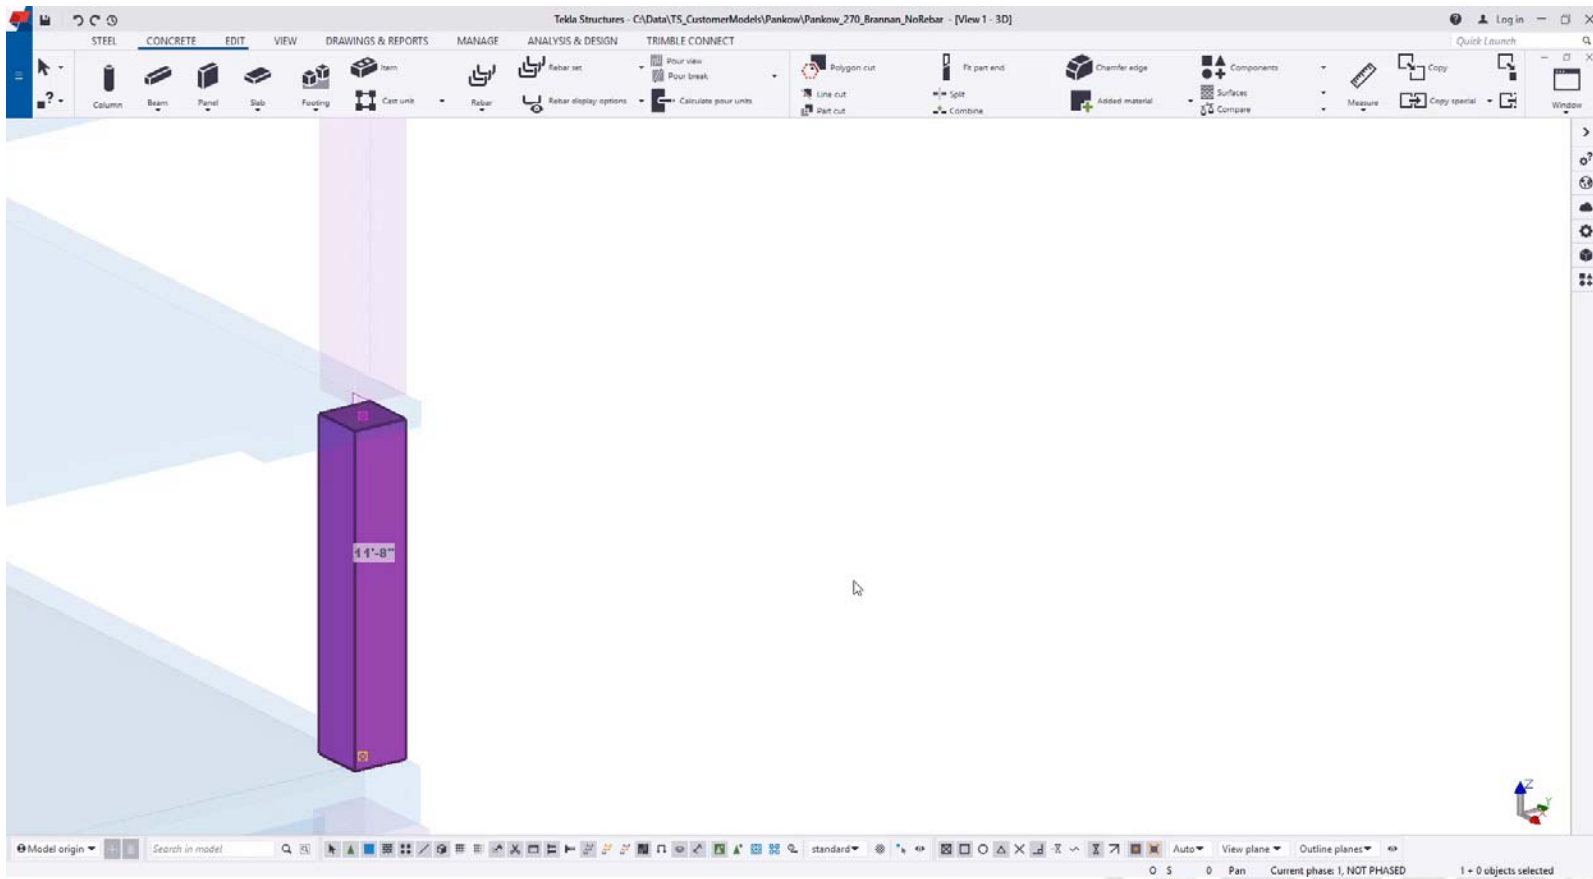 Tekla Structures - C:\Data\TS_CustomerModels\Pankow\Pankow_270_Brannan_NoRebar - [View 1 - 3D]
Log in
STEEL CONCRETE EDIT VIEW DRAWINGS & REPORTS MANAGE ANALYSIS & DESIGN TRIMBLE CONNECT
Quick Launch
Item Rebar set Pour view Polygon cut Fit part end Chamfer edge Components Copy
Pour break
Column Beam Panel Slab Footing Cast unit Rebar Rebar display options Calculate pour units Line cut Split Added material Surfaces Measure Copy special Window
Part cut Combine Compare
11'-8"
Z
Y
Model origin Search in model standard Auto View plane Outline planes
O S 0 Pan Current phase: 1, NOT PHASED 1 + 0 objects selected